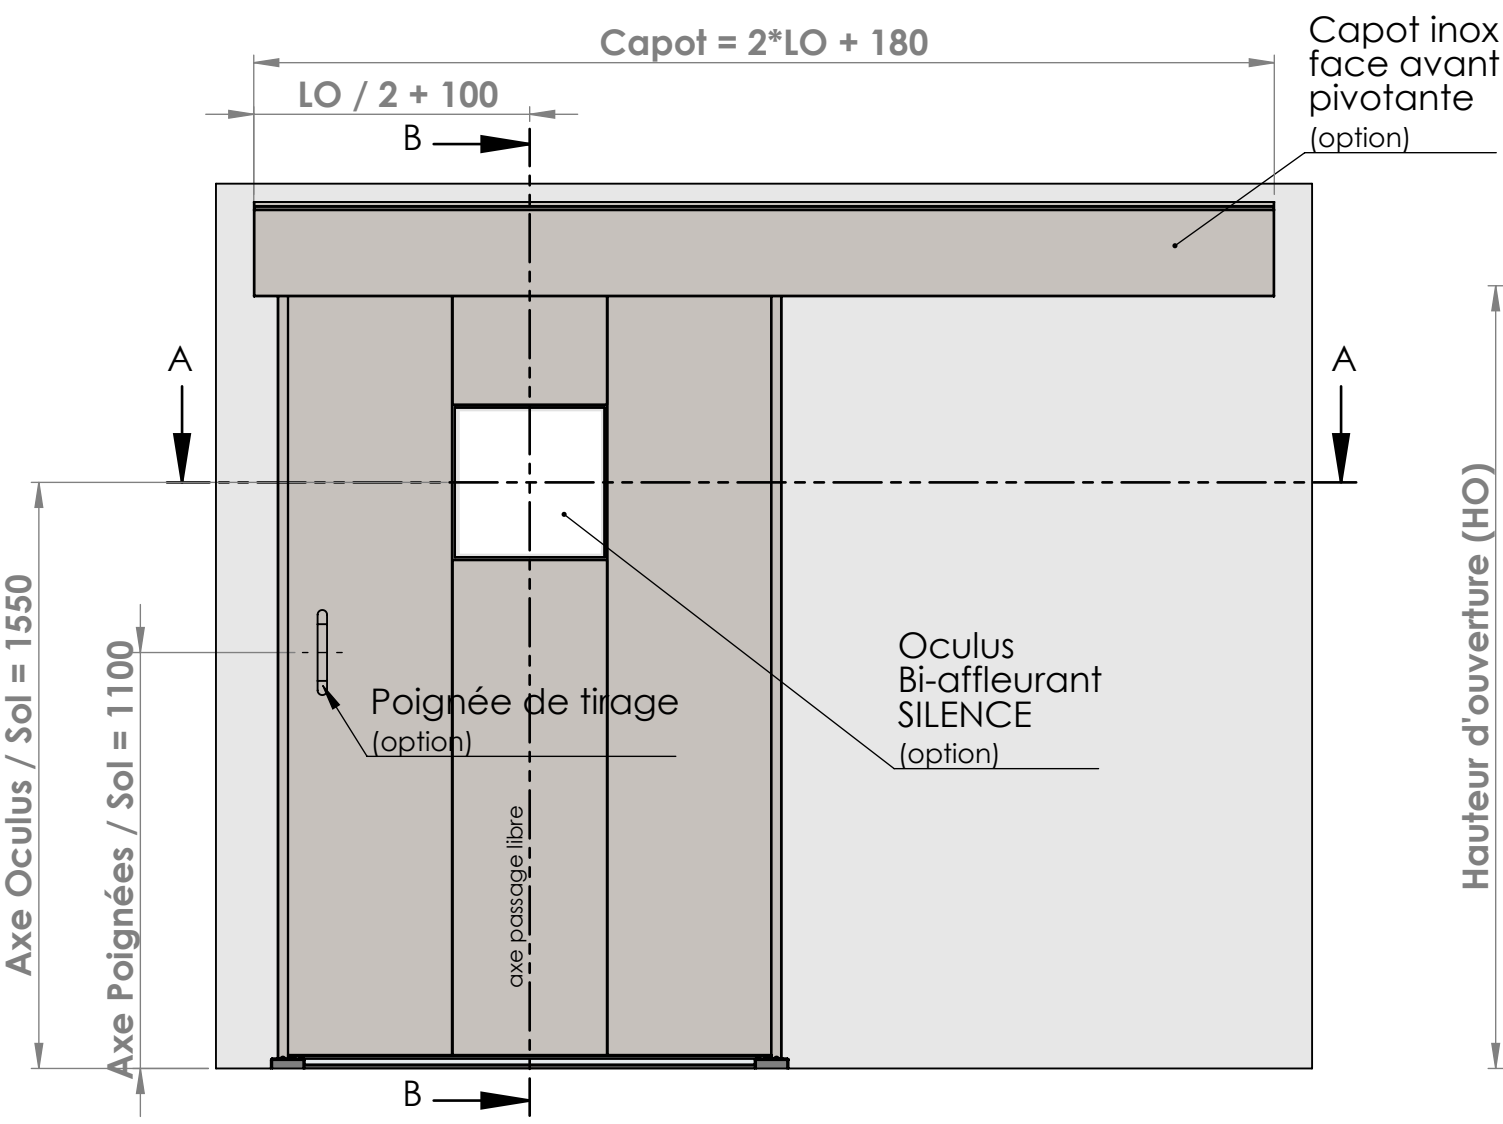 Capot = 2*LO + 180
LO / 2 + 100
Capot inox
face avant
pivotante
(option)
B
A
A
Axe Oculus / Sol = 1550
Axe Poignées / Sol = 1100
Poignée de tirage
(option)
Oculus
Bi-affleurant
SILENCE
(option)
Hauteur d'ouverture (HO)
axe passage libre
B